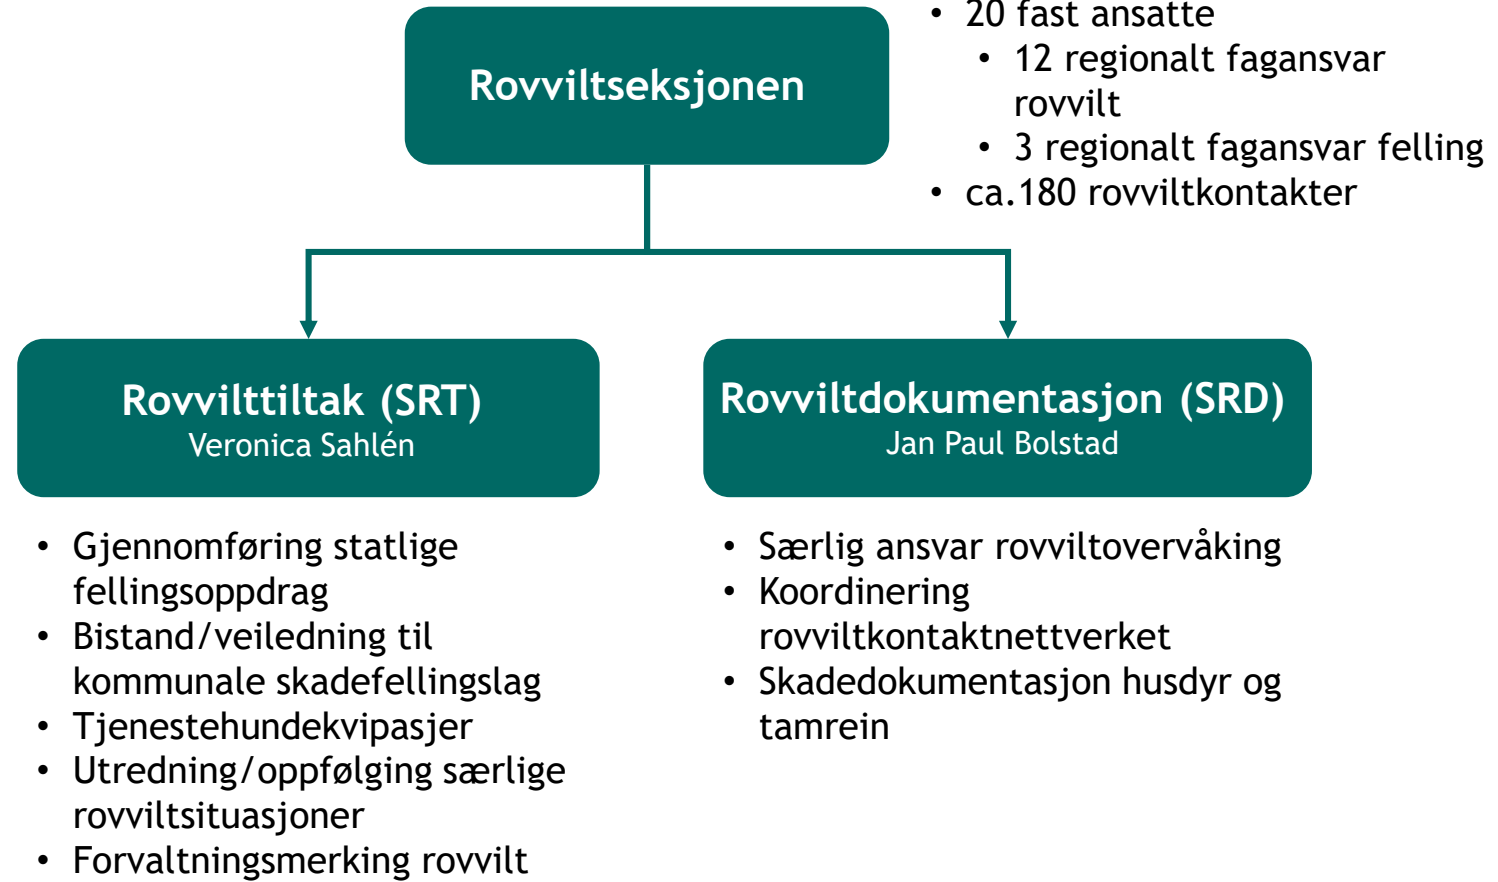 Rovviltseksjonen
• 20 fast ansatte
• 12 regionalt fagansvar
rovvilt
• 3 regionalt fagansvar felling
• ca.180 rovviltkontakter
Rovvilttiltak (SRT)
Veronica Sahlén
• Gjennomføring statlige
fellingsoppdrag
• Bistand/veiledning til
kommunale skadefellingslag
• Tjenestehundekvipasjer
• Utredning/oppfølging særlige
rovviltsituasjoner
• Forvaltningsmerking rovvilt
Rovviltdokumentasjon (SRD)
Jan Paul Bolstad
• Særlig ansvar rovviltovervåking
• Koordinering
rovviltkontaktnettverket
• Skadedokumentasjon husdyr og
tamrein